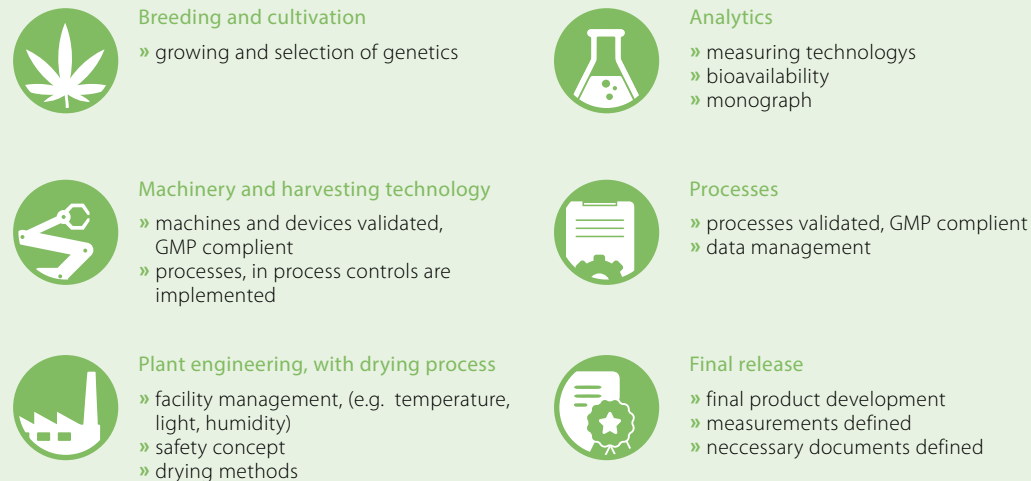 Breeding and cultivation
» growing and selection of genetics
Machinery and harvesting technology
» machines and devices validated,
GMP complient
» processes, in process controls are
implemented
Plant engineering, with drying process
» facility management, (e.g. temperature,
light, humidity)
» safety concept
» drying methods
Analytics
» measuring technologys
» bioavailability
» monograph
Processes
» processes validated, GMP complient
» data management
Final release
» final product development
» measurements defined
» neccessary documents defined